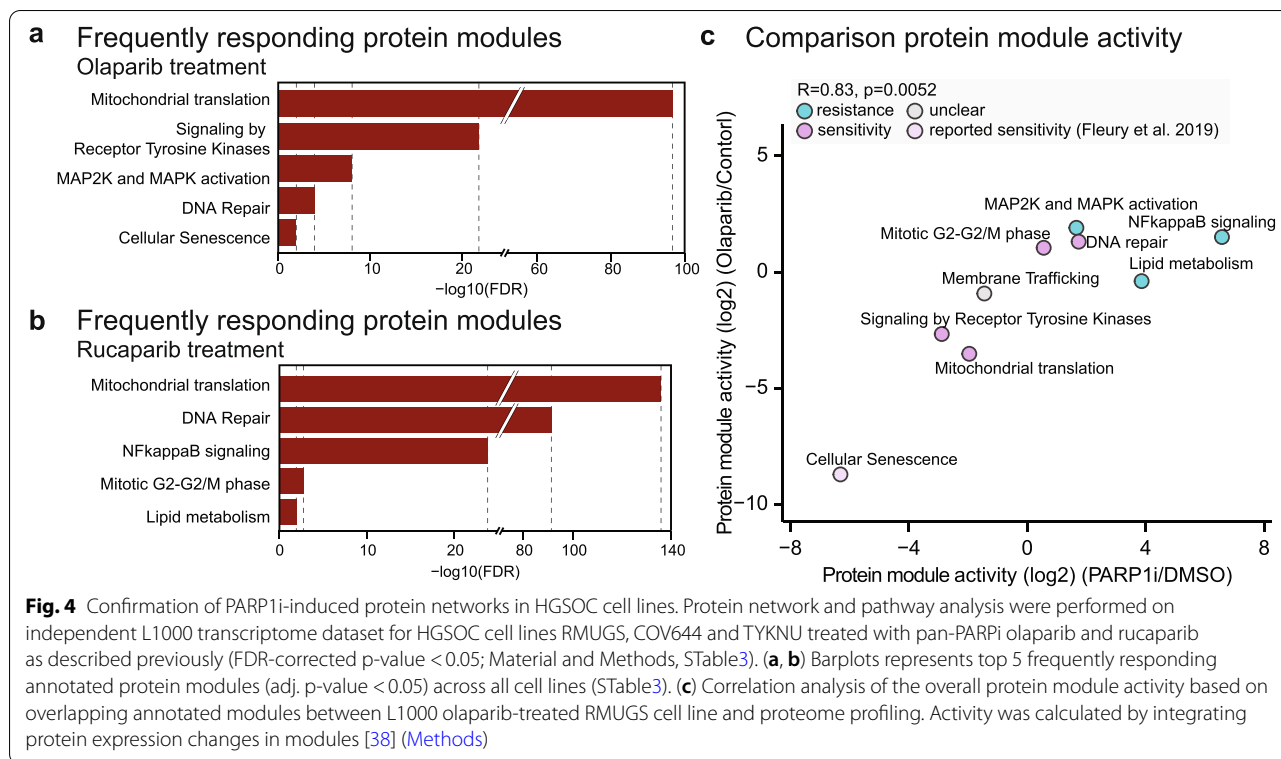 a Frequently responding protein modules
Olaparib treatment
Mitochondrial translation
Signaling by
Receptor Tyrosine Kinases
MAP2K and MAPK activation
DNA Repair
Cellular Senescence
0 10 20 60 80 100
−log10(FDR)
b Frequently responding protein modules
Rucaparib treatment
Mitochondrial translation
DNA Repair
NFkappaB signaling
Mitotic G2-G2/M phase
Lipid metabolism
0 10 20 80 100 140
−log10(FDR)
c Comparison protein module activity
R=0.83, p=0.0052
resistance unclear
sensitivity reported sensitivity (Fleury et al. 2019)
Protein module activity (log2) (Olaparib/Contorl)
5
0
−5
−10
MAP2K and MAPK activation
NFkappaB signaling
Mitotic G2-G2/M phase
DNA repair
Lipid metabolism
Membrane Trafficking
Signaling by Receptor Tyrosine Kinases
Mitochondrial translation
Cellular Senescence
−8 −4 0 4 8
Protein module activity (log2) (PARP1i/DMSO)
Fig. 4 Confirmation of PARP1i-induced protein networks in HGSOC cell lines. Protein network and pathway analysis were performed on
independent L1000 transcriptome dataset for HGSOC cell lines RMUGS, COV644 and TYKNU treated with pan-PARPi olaparib and rucaparib
as described previously (FDR-corrected p-value < 0.05; Material and Methods, STable3). (a, b) Barplots represents top 5 frequently responding
annotated protein modules (adj. p-value < 0.05) across all cell lines (STable3). (c) Correlation analysis of the overall protein module activity based on
overlapping annotated modules between L1000 olaparib-treated RMUGS cell line and proteome profiling. Activity was calculated by integrating
protein expression changes in modules [38] (Methods)